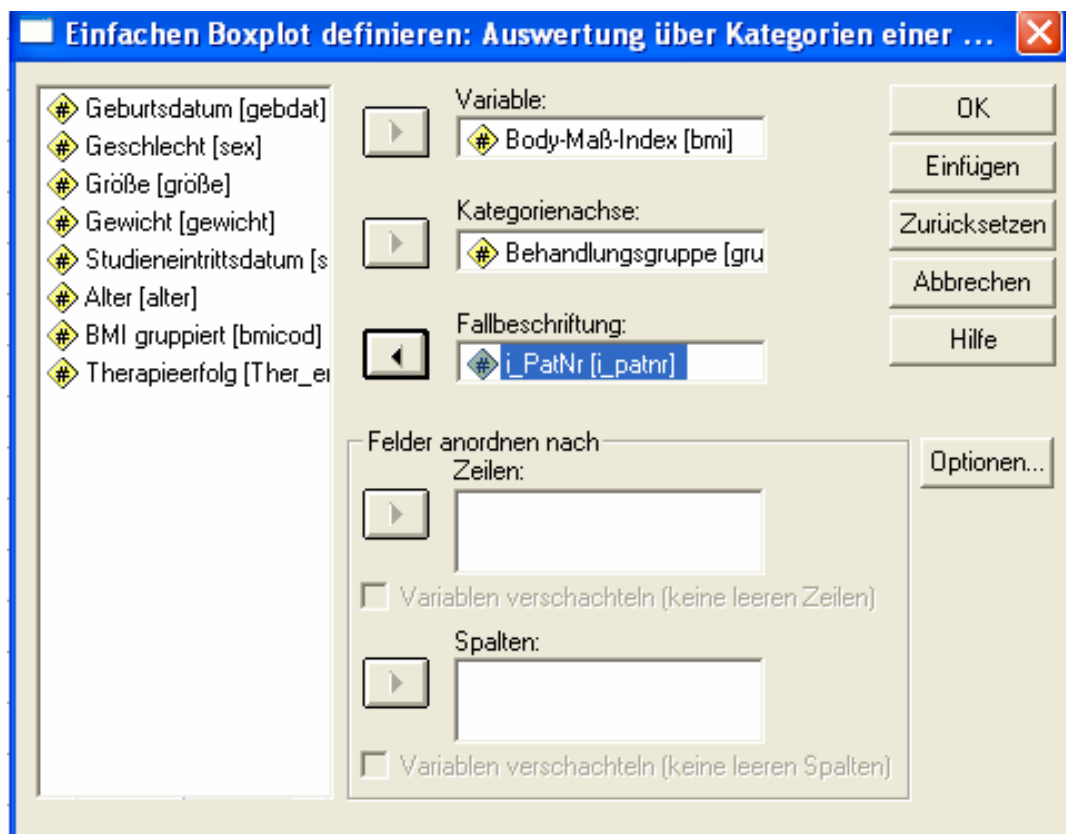 Einfachen Boxplot definieren: Auswertung über Kategorien einer ...
Geburtsdatum [gebdat]
Geschlecht [sex]
Größe [größe]
Gewicht [gewicht]
Studieneintrittsdatum [s
Alter [alter]
BMI gruppiert [bmicod]
Therapieerfolg [Ther_er
Variable:
Body-Maß-Index [bmi]
Kategorienachse:
Behandlungsgruppe [gru
Fallbeschriftung:
i_PatNr [i_patnr]
Felder anordnen nach
Zeilen:
Variablen verschachteln (keine leeren Zeilen)
Spalten:
Variablen verschachteln (keine leeren Spalten)
OK
Einfügen
Zurücksetzen
Abbrechen
Hilfe
Optionen...